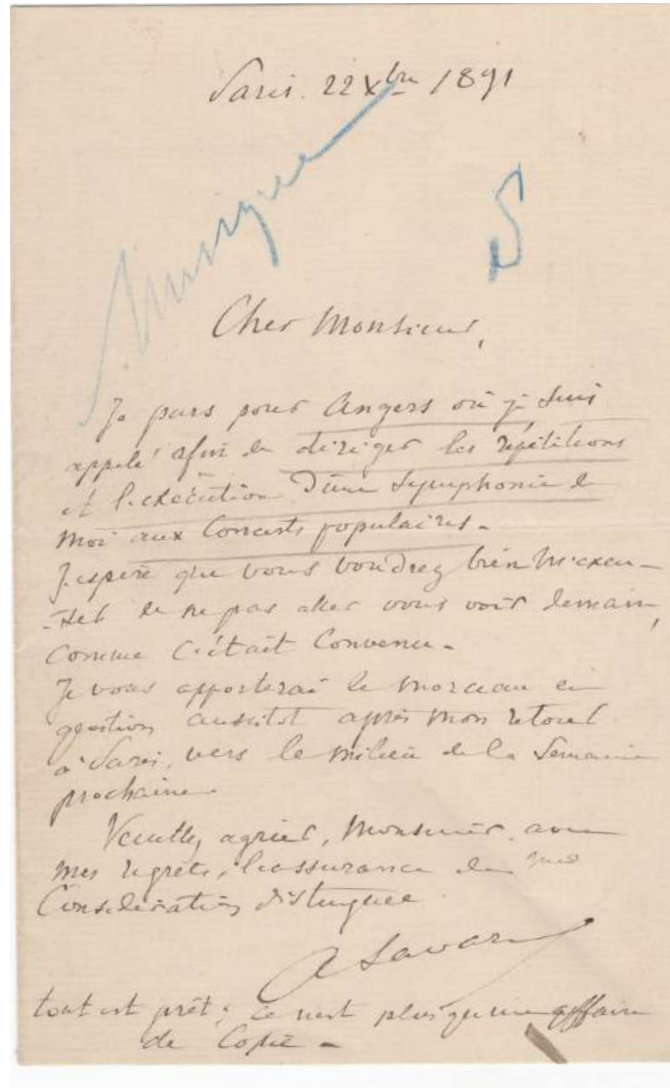 Paris. 22 Xbre 1891
Musique
S
Cher Monsieur,
Je pars pour Angers où je suis
appelé afin de diriger les répétitions
et l'exécution d'une Symphonie de
moi aux Concerts populaires -
J'espère que vous voudrez bien m'excu-
-ser de ne pas aller vous voir demain,
comme c'était convenu -
Je vous apporterai le morceau en
question aussitôt après mon retour
à Paris, vers le milieu de la Semaine
prochaine.
Veuillez agréer, Monsieur, avec
mes regrets, l'assurance de ma
Considération distinguée.
A Savard
tout est prêt; ce n'est plus qu'une affaire
de Copie -